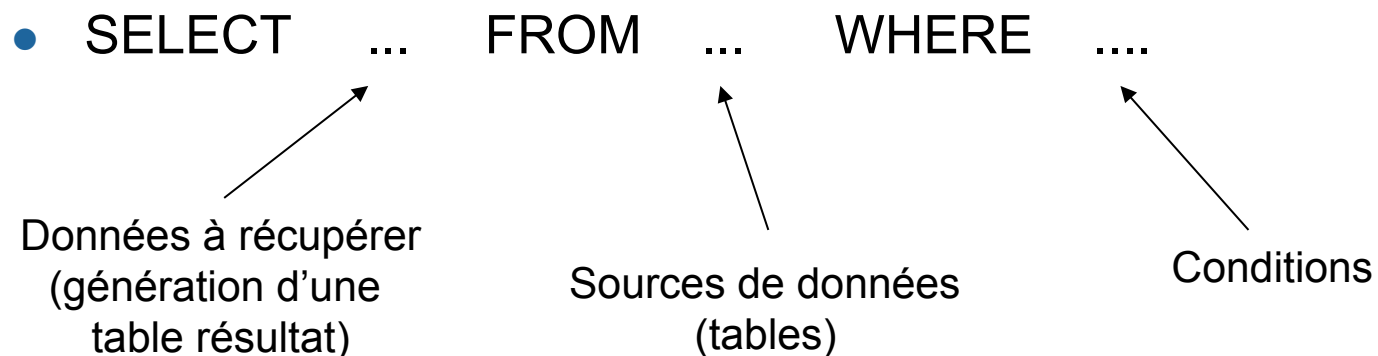 • SELECT ... FROM ... WHERE ....
Données à récupérer
(génération d’une
table résultat)
Sources de données
(tables)
Conditions